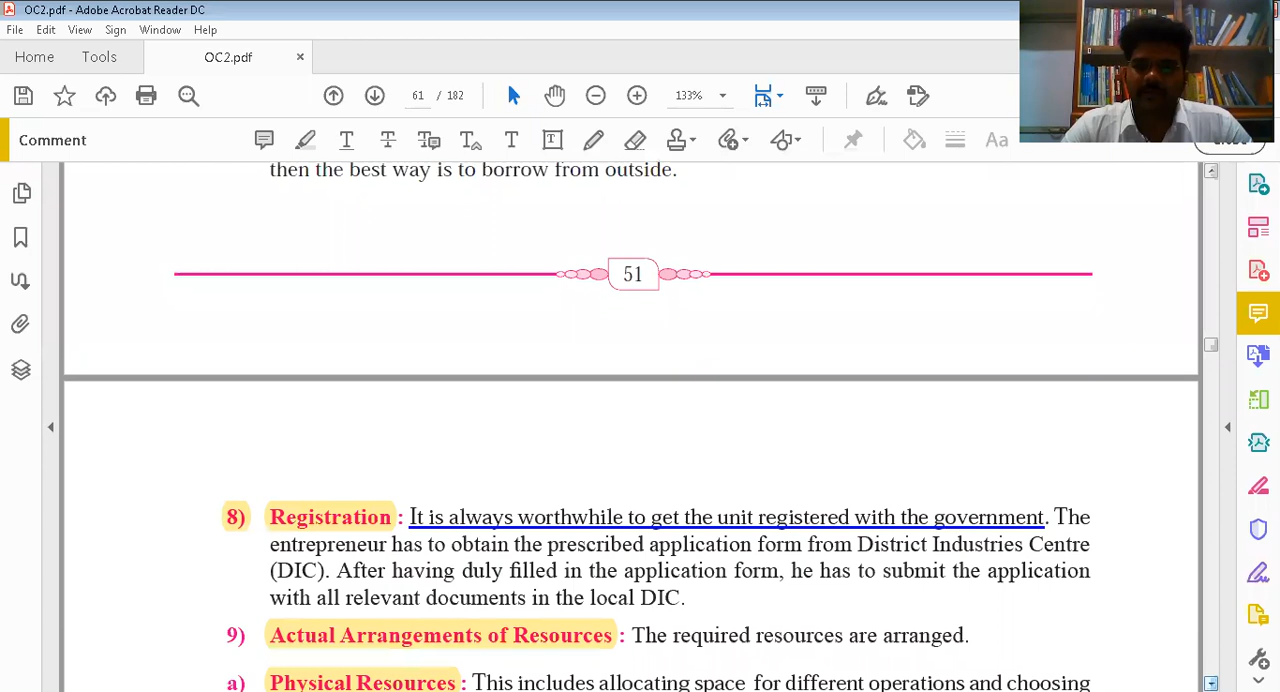 OC2.pdf - Adobe Acrobat Reader DC
File Edit View Sign Window Help
Home Tools OC2.pdf ×
61 / 182 133%
Comment
Aa
then the best way is to borrow from outside.
51
8) Registration : It is always worthwhile to get the unit registered with the government. The
entrepreneur has to obtain the prescribed application form from District Industries Centre
(DIC). After having duly filled in the application form, he has to submit the application
with all relevant documents in the local DIC.
9) Actual Arrangements of Resources : The required resources are arranged.
a) Physical Resources : This includes allocating space for different operations and choosing